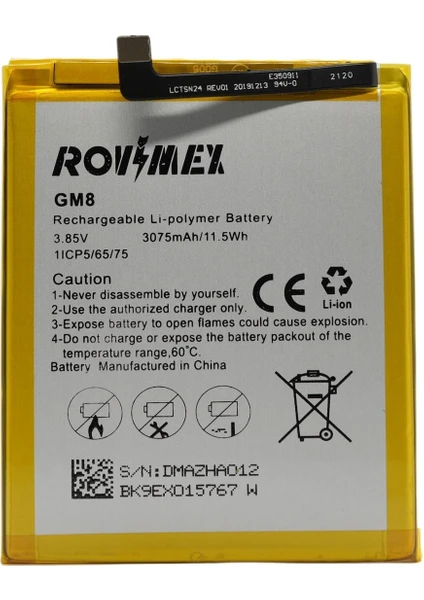 E350911
LCTSN24 REV01 20191213 94V-0 2120
ROVIMEX
GM8
Rechargeable Li-polymer Battery
3.85V 3075mAh/11.5Wh
1ICP5/65/75
Caution
1-Never disassemble by yourself.
2-Use the authorized charger only.
3-Expose battery to open flames could cause explosion.
4-Do not charge or expose the battery packout of the
temperature range,60℃.
Battery Manufactured in China
CE
Li-ion
S/N:DMAZHA012
BK9EX015767 W